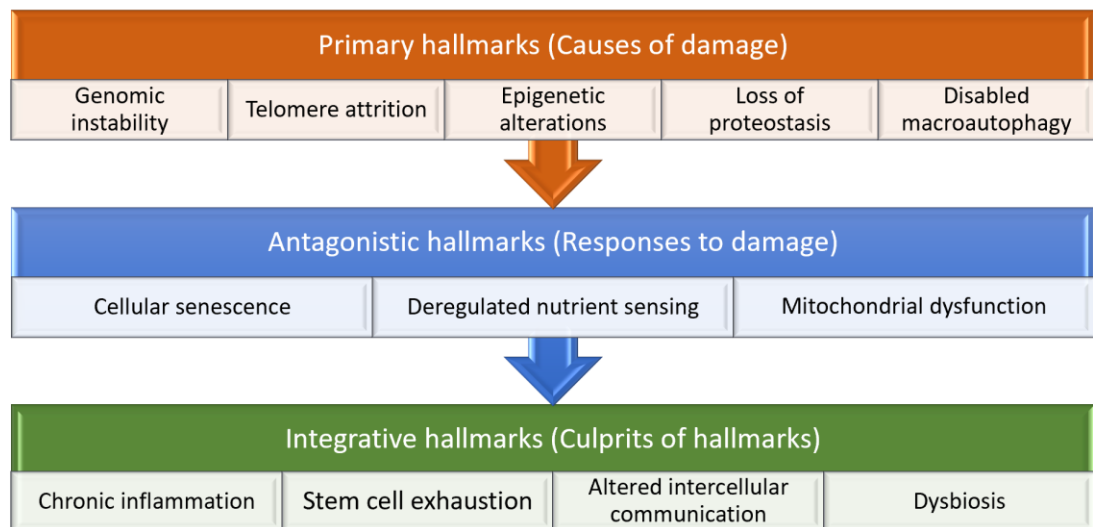 Primary hallmarks (Causes of damage)
Genomic
instability
Telomere attrition
Epigenetic
alterations
Loss of
proteostasis
Disabled
macroautophagy
Antagonistic hallmarks (Responses to damage)
Cellular senescence
Deregulated nutrient sensing
Mitochondrial dysfunction
Integrative hallmarks (Culprits of hallmarks)
Chronic inflammation
Stem cell exhaustion
Altered intercellular
communication
Dysbiosis